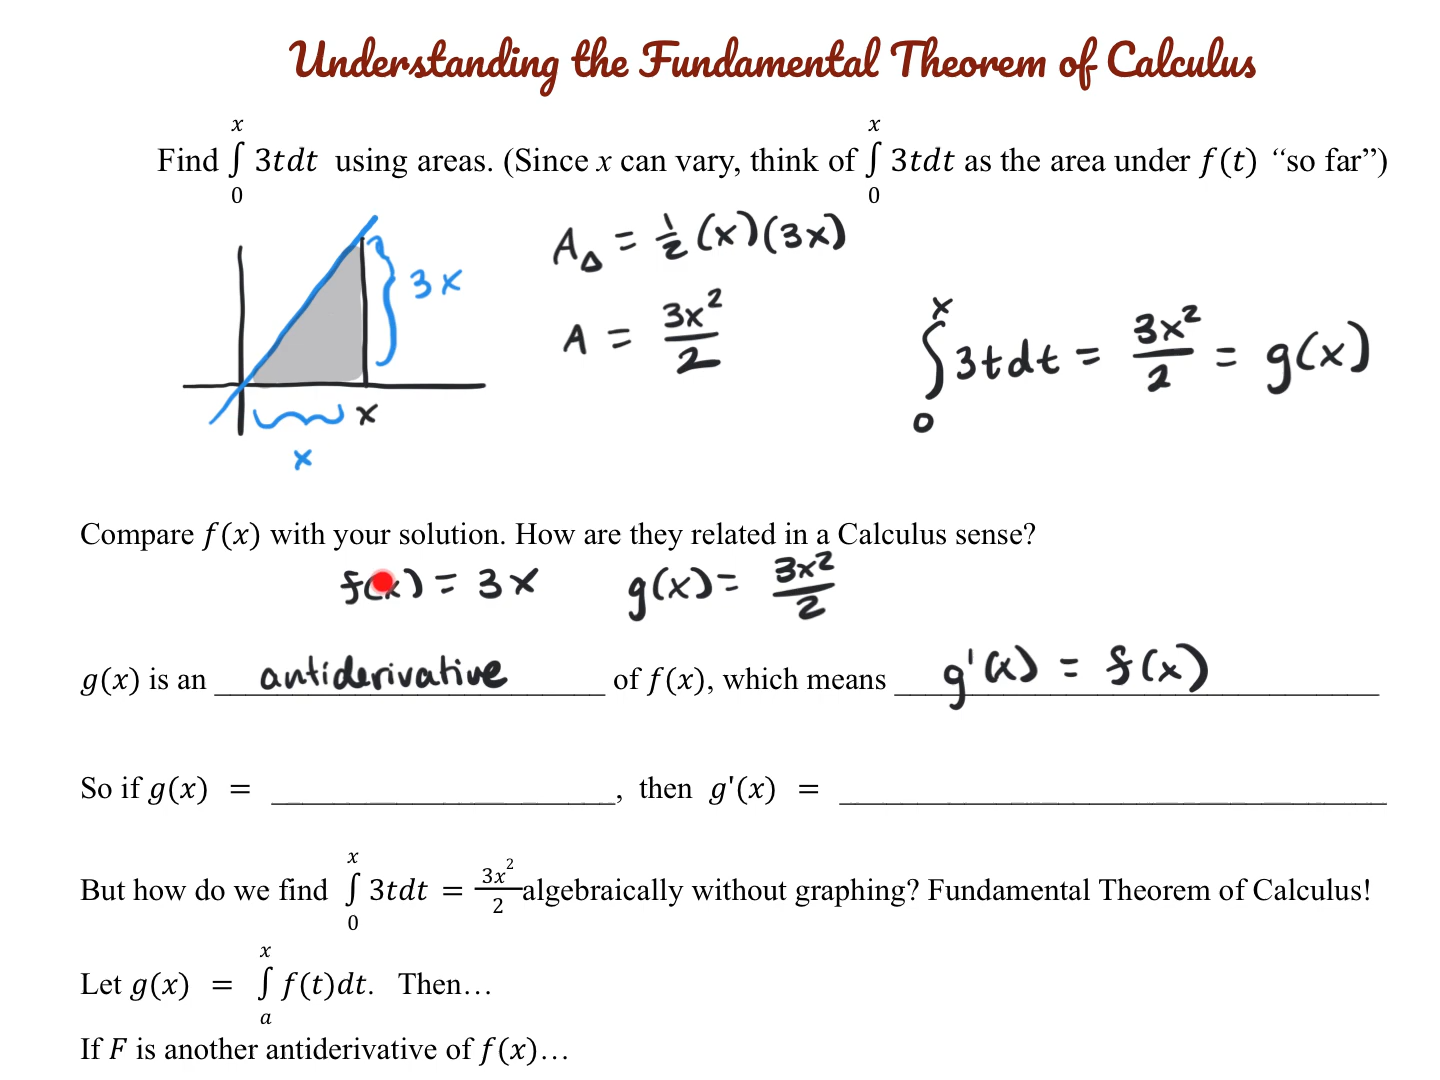 Understanding the Fundamental Theorem of Calculus
Find ∫₀ˣ 3tdt using areas. (Since x can vary, think of ∫₀ˣ 3tdt as the area under f(t) “so far”)
A_Δ = 1/2 (x)(3x)
3x
A = 3x²/2
∫₀ˣ 3tdt = 3x²/2 = g(x)
x
x
Compare f(x) with your solution. How are they related in a Calculus sense?
f(x) = 3x g(x) = 3x²/2
g(x) is an antiderivative of f(x), which means g'(x) = f(x)
So if g(x) = ____________, then g'(x) = ____________
But how do we find ∫₀ˣ 3tdt = 3x²/2 algebraically without graphing? Fundamental Theorem of Calculus!
Let g(x) = ∫ₐˣ f(t)dt. Then…
If F is another antiderivative of f(x)…